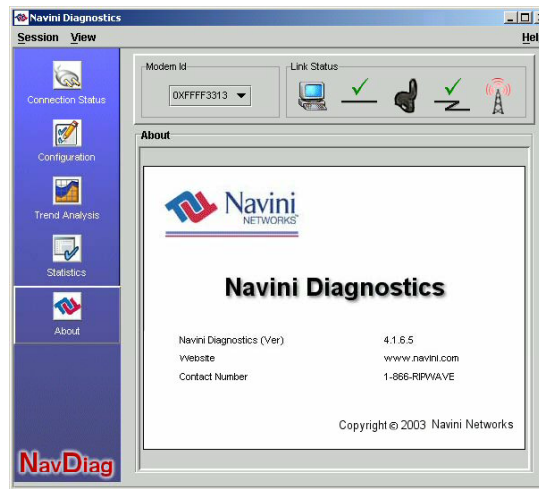 Navini Diagnostics
Session View
Modem Id
Link Status
0XFFFF3313
Connection Status
Configuration
Trend Analysis
Statistics
About
About
Navini
NETWORKS
Navini Diagnostics
Navini Diagnostics (Ver) 4.1.6.5
Website www.navini.com
Contact Number 1-866-RIPWAVE
Copyright © 2003 Navini Networks
NavDiag